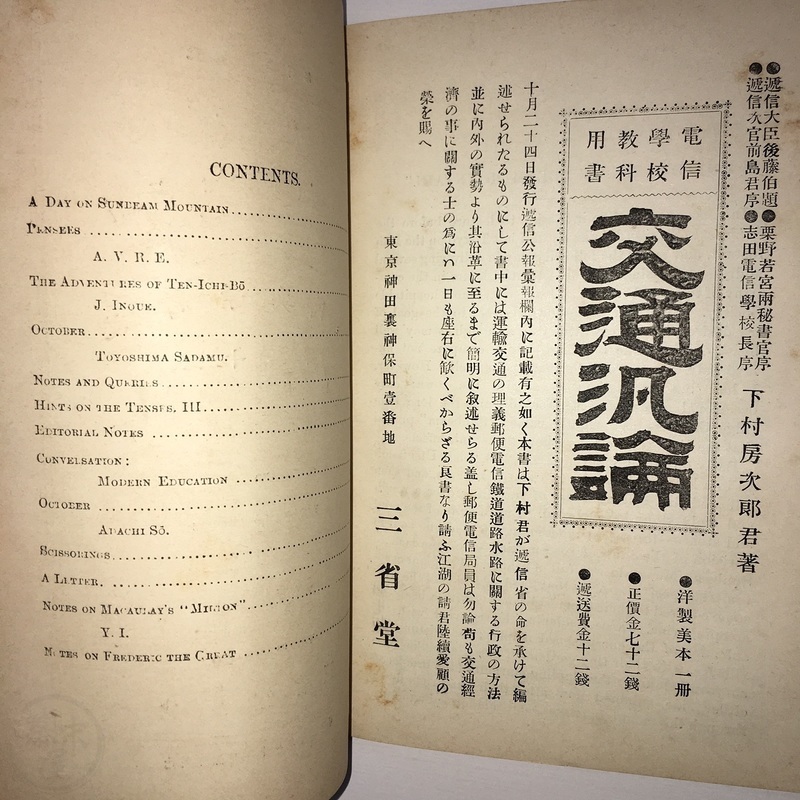 CONTENTS.
A DAY ON SUNBEAM MOUNTAIN
PENSEES
A. V. R. E.
THE ADVENTURES OF TEN-ICHI-BŌ
J. INOUE.
OCTOBER
TOYOSHIMA SADAMU.
NOTES AND QUERIES
HINTS ON THE TENSES, III
EDITORIAL NOTES
CONVERSATION:
MODERN EDUCATION
OCTOBER
ADACHI SŌ.
SCISSORINGS
A LETTER.
NOTES ON MACAULAY'S "MILTON"
Y. I.
NOTES ON FREDERIC THE GREAT
●遞信大臣後藤伯題●栗野若宮兩秘書官序
●遞信次官前島君序●志田電信學校長序
下村房次郎君著
電信
學校
教科
用書
交通汎論
●洋製美本一冊
●正價金七十二錢
●遞送費金十二錢
十月二十四日發行遞信公報彙報欄內に記載有之如く本書は下村君が遞信省の命を承けて編
述せられたるものにして書中には運輸交通の理義郵便電信鐵道道路水路に關する行政の方法
並に內外の實勢より其沿革に至るまで簡明に叙述せらる蓋し郵便電信局員は勿論苟も交通經
濟の事に關する士の爲にハ一日も座右に欽くべからざる良書なり請ふ江湖の諸君陸續愛顧の
榮を賜へ
東京神田裏神保町壹番地
三省堂